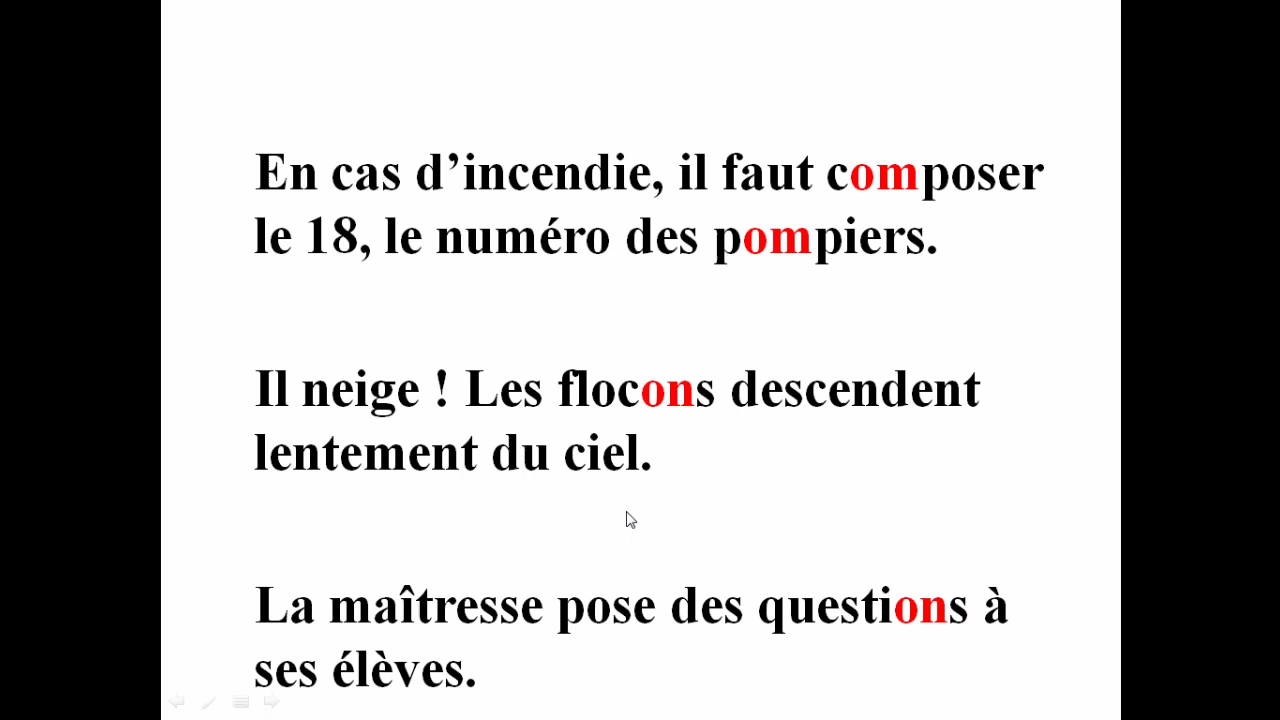 En cas d’incendie, il faut composer
le 18, le numéro des pompiers.
Il neige ! Les flocons descendent
lentement du ciel.
La maîtresse pose des questions à
ses élèves.